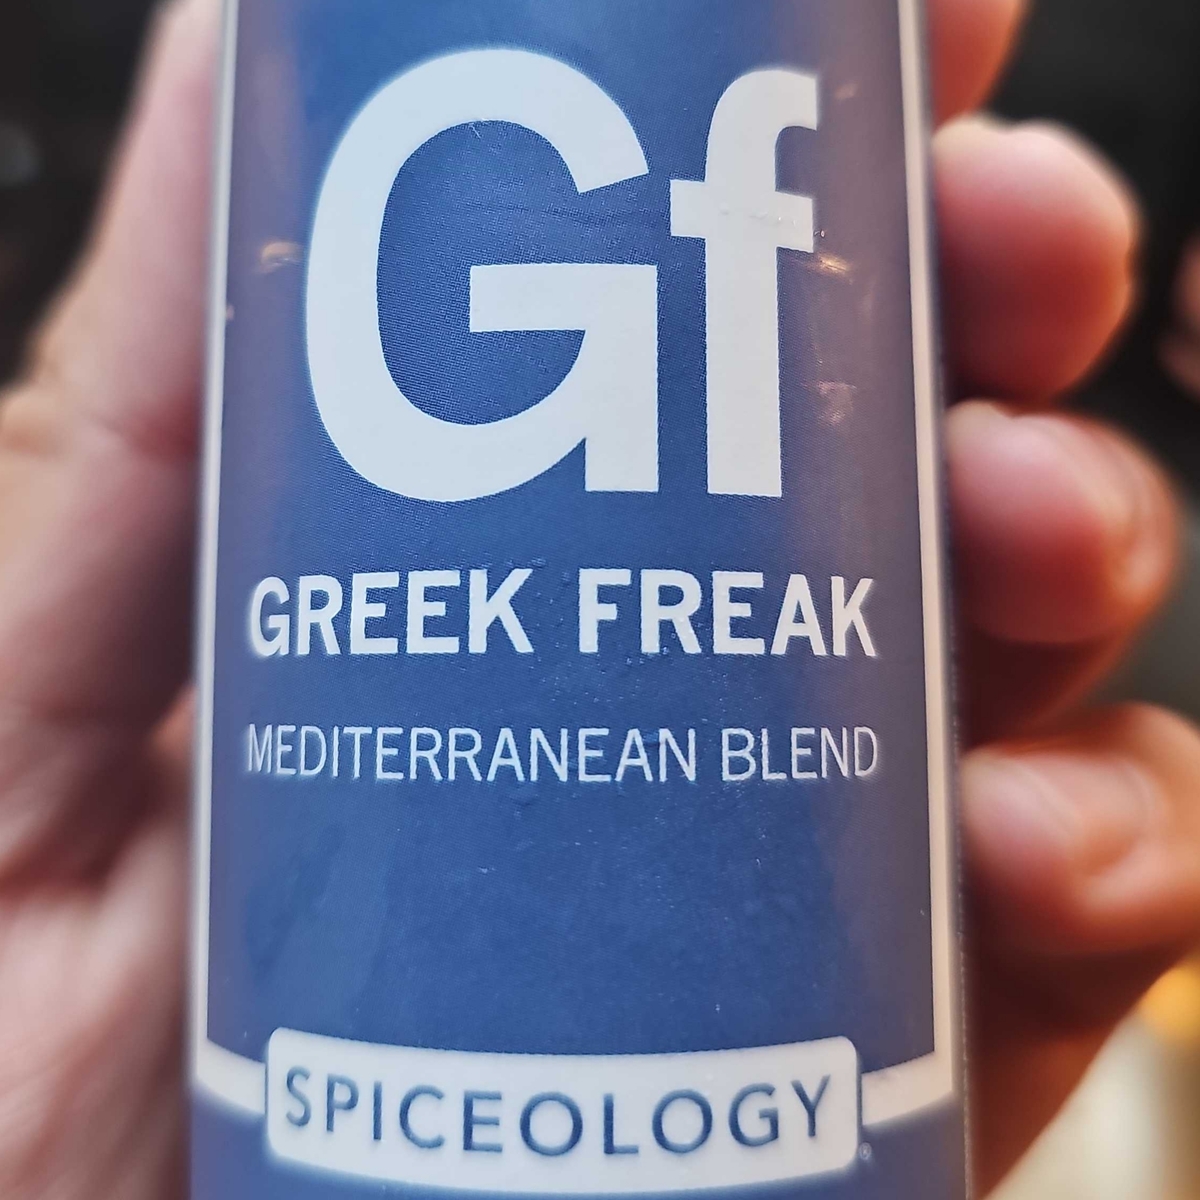 Gf
GREEK FREAK
MEDITERRANEAN BLEND
SPICEOLOGY®